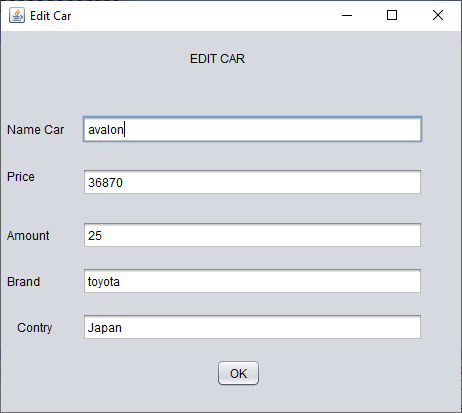 Edit Car
EDIT CAR
Name Car avalon
Price 36870
Amount 25
Brand toyota
Contry Japan
OK